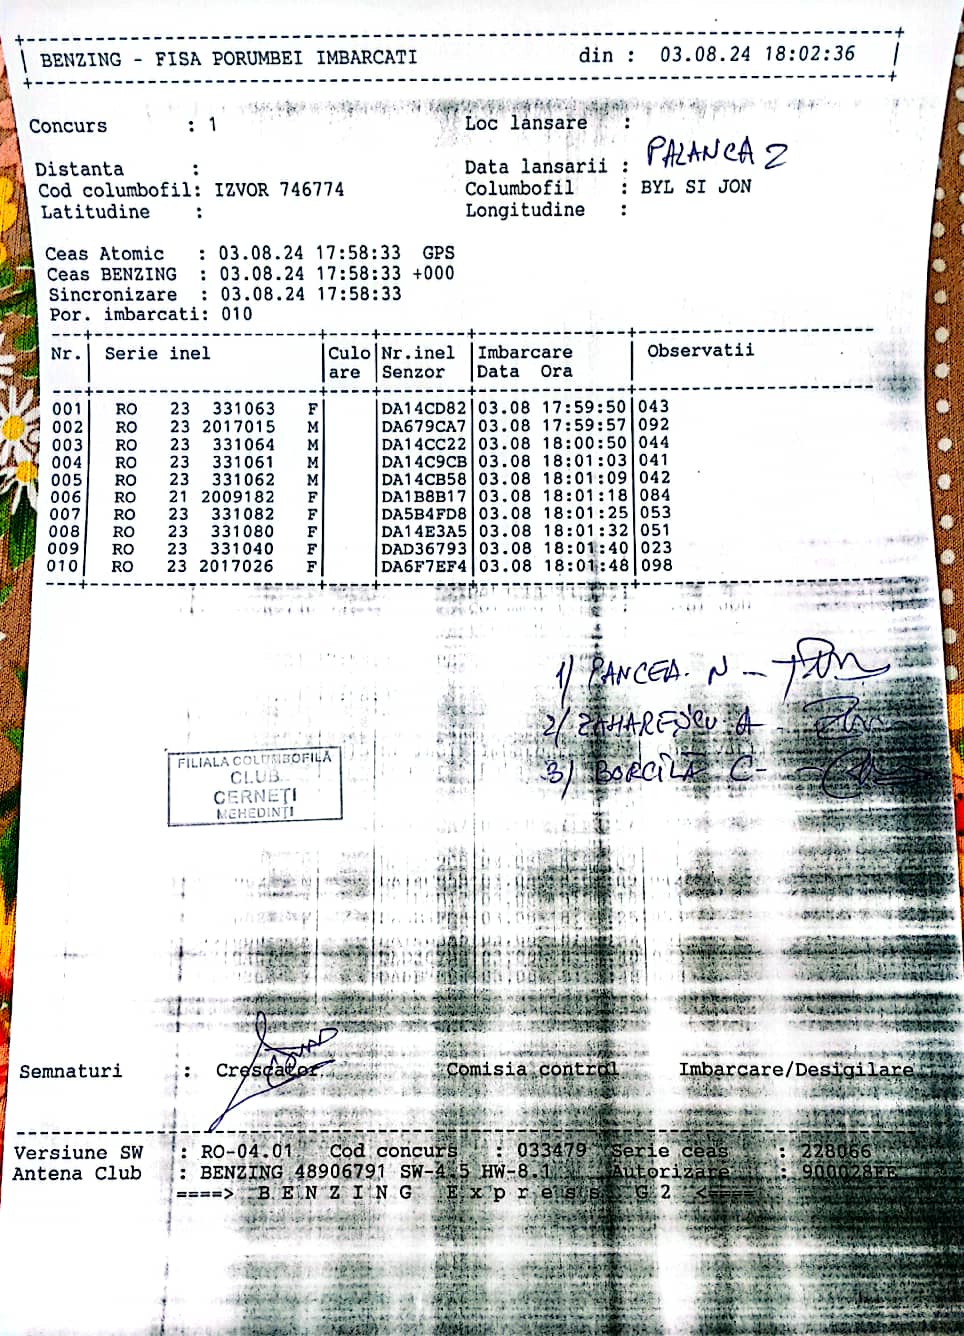 BENZING - FISA PORUMBEI IMBARCATI din : 03.08.24 18:02:36
Concurs : 1 Loc lansare :
PALANCA 2
Distanta : Data lansarii :
Cod columbofil: IZVOR 746774 Columbofil : BYL SI JON
Latitudine : Longitudine :
Ceas Atomic : 03.08.24 17:58:33 GPS
Ceas BENZING : 03.08.24 17:58:33 +000
Sincronizare : 03.08.24 17:58:33
Por. imbarcati: 010
Nr. Serie inel Culo Nr.inel Imbarcare Observatii
are Senzor Data Ora
001 RO 23 331063 F DA14CD82 03.08 17:59:50 043
002 RO 23 2017015 M DA679CA7 03.08 17:59:57 092
003 RO 23 331064 M DA14CC22 03.08 18:00:50 044
004 RO 23 331061 M DA14C9CB 03.08 18:01:03 041
005 RO 23 331062 M DA14CB58 03.08 18:01:09 042
006 RO 21 2009182 F DA1B8B17 03.08 18:01:18 084
007 RO 23 331082 F DA5B4FD8 03.08 18:01:25 053
008 RO 23 331080 F DA14E3A5 03.08 18:01:32 051
009 RO 23 331040 F DAD36793 03.08 18:01:40 023
010 RO 23 2017026 F DA6F7EF4 03.08 18:01:48 098
1/ PANCEA. N -
2/ ZAHARESCU A -
3/ BORCILĂ C-
FILIALA COLUMBOFILĂ
CLUB
CERNEŢI
MEHEDINŢI
Semnaturi : Crescator Comisia control Imbarcare/Desigilare
Versiune SW : RO-04.01 Cod concurs : 033479 Serie ceas : 228066
Antena Club : BENZING 48906791 SW-4.5 HW-8.1 Autorizare : 900028FE
====> B E N Z I N G E x p r e s s G 2 <====